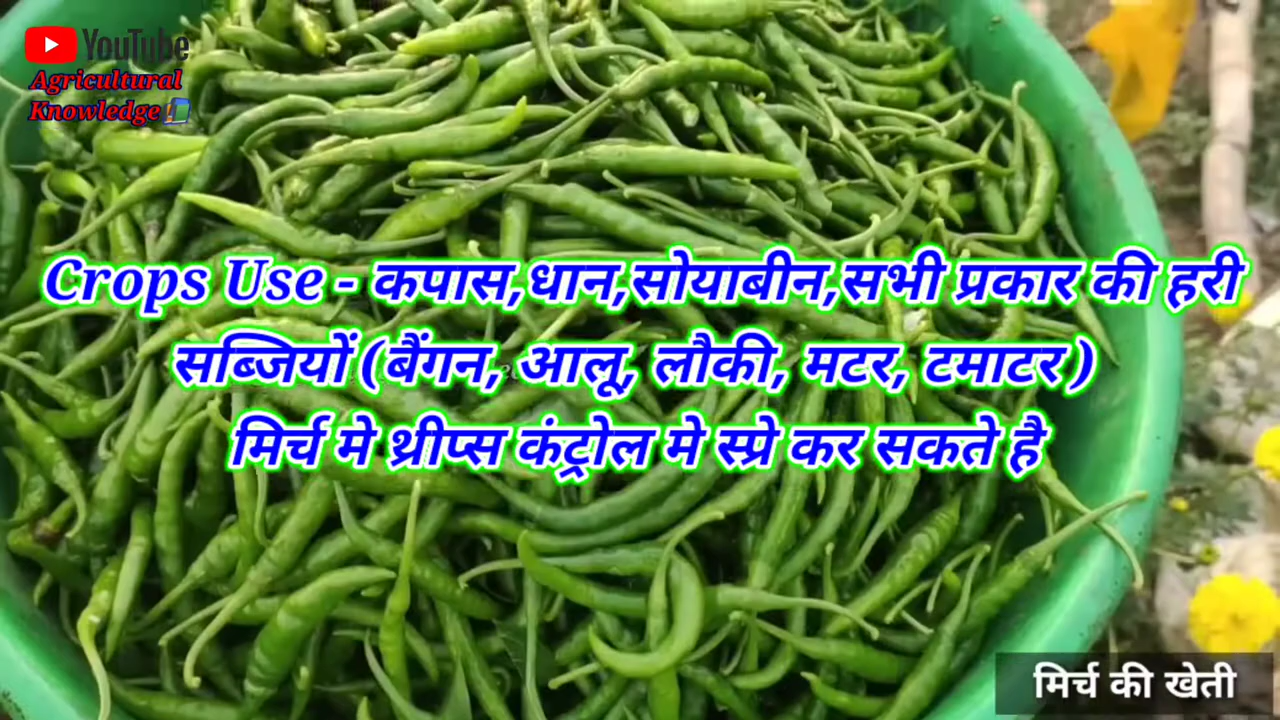 YouTube
Agricultural
Knowledge
Crops Use - कपास,धान,सोयाबीन,सभी प्रकार की हरी
सब्जियों (बैंगन, आलू, लौकी, मटर, टमाटर )
मिर्च मे थ्रीप्स कंट्रोल मे स्प्रे कर सकते है
मिर्च की खेती